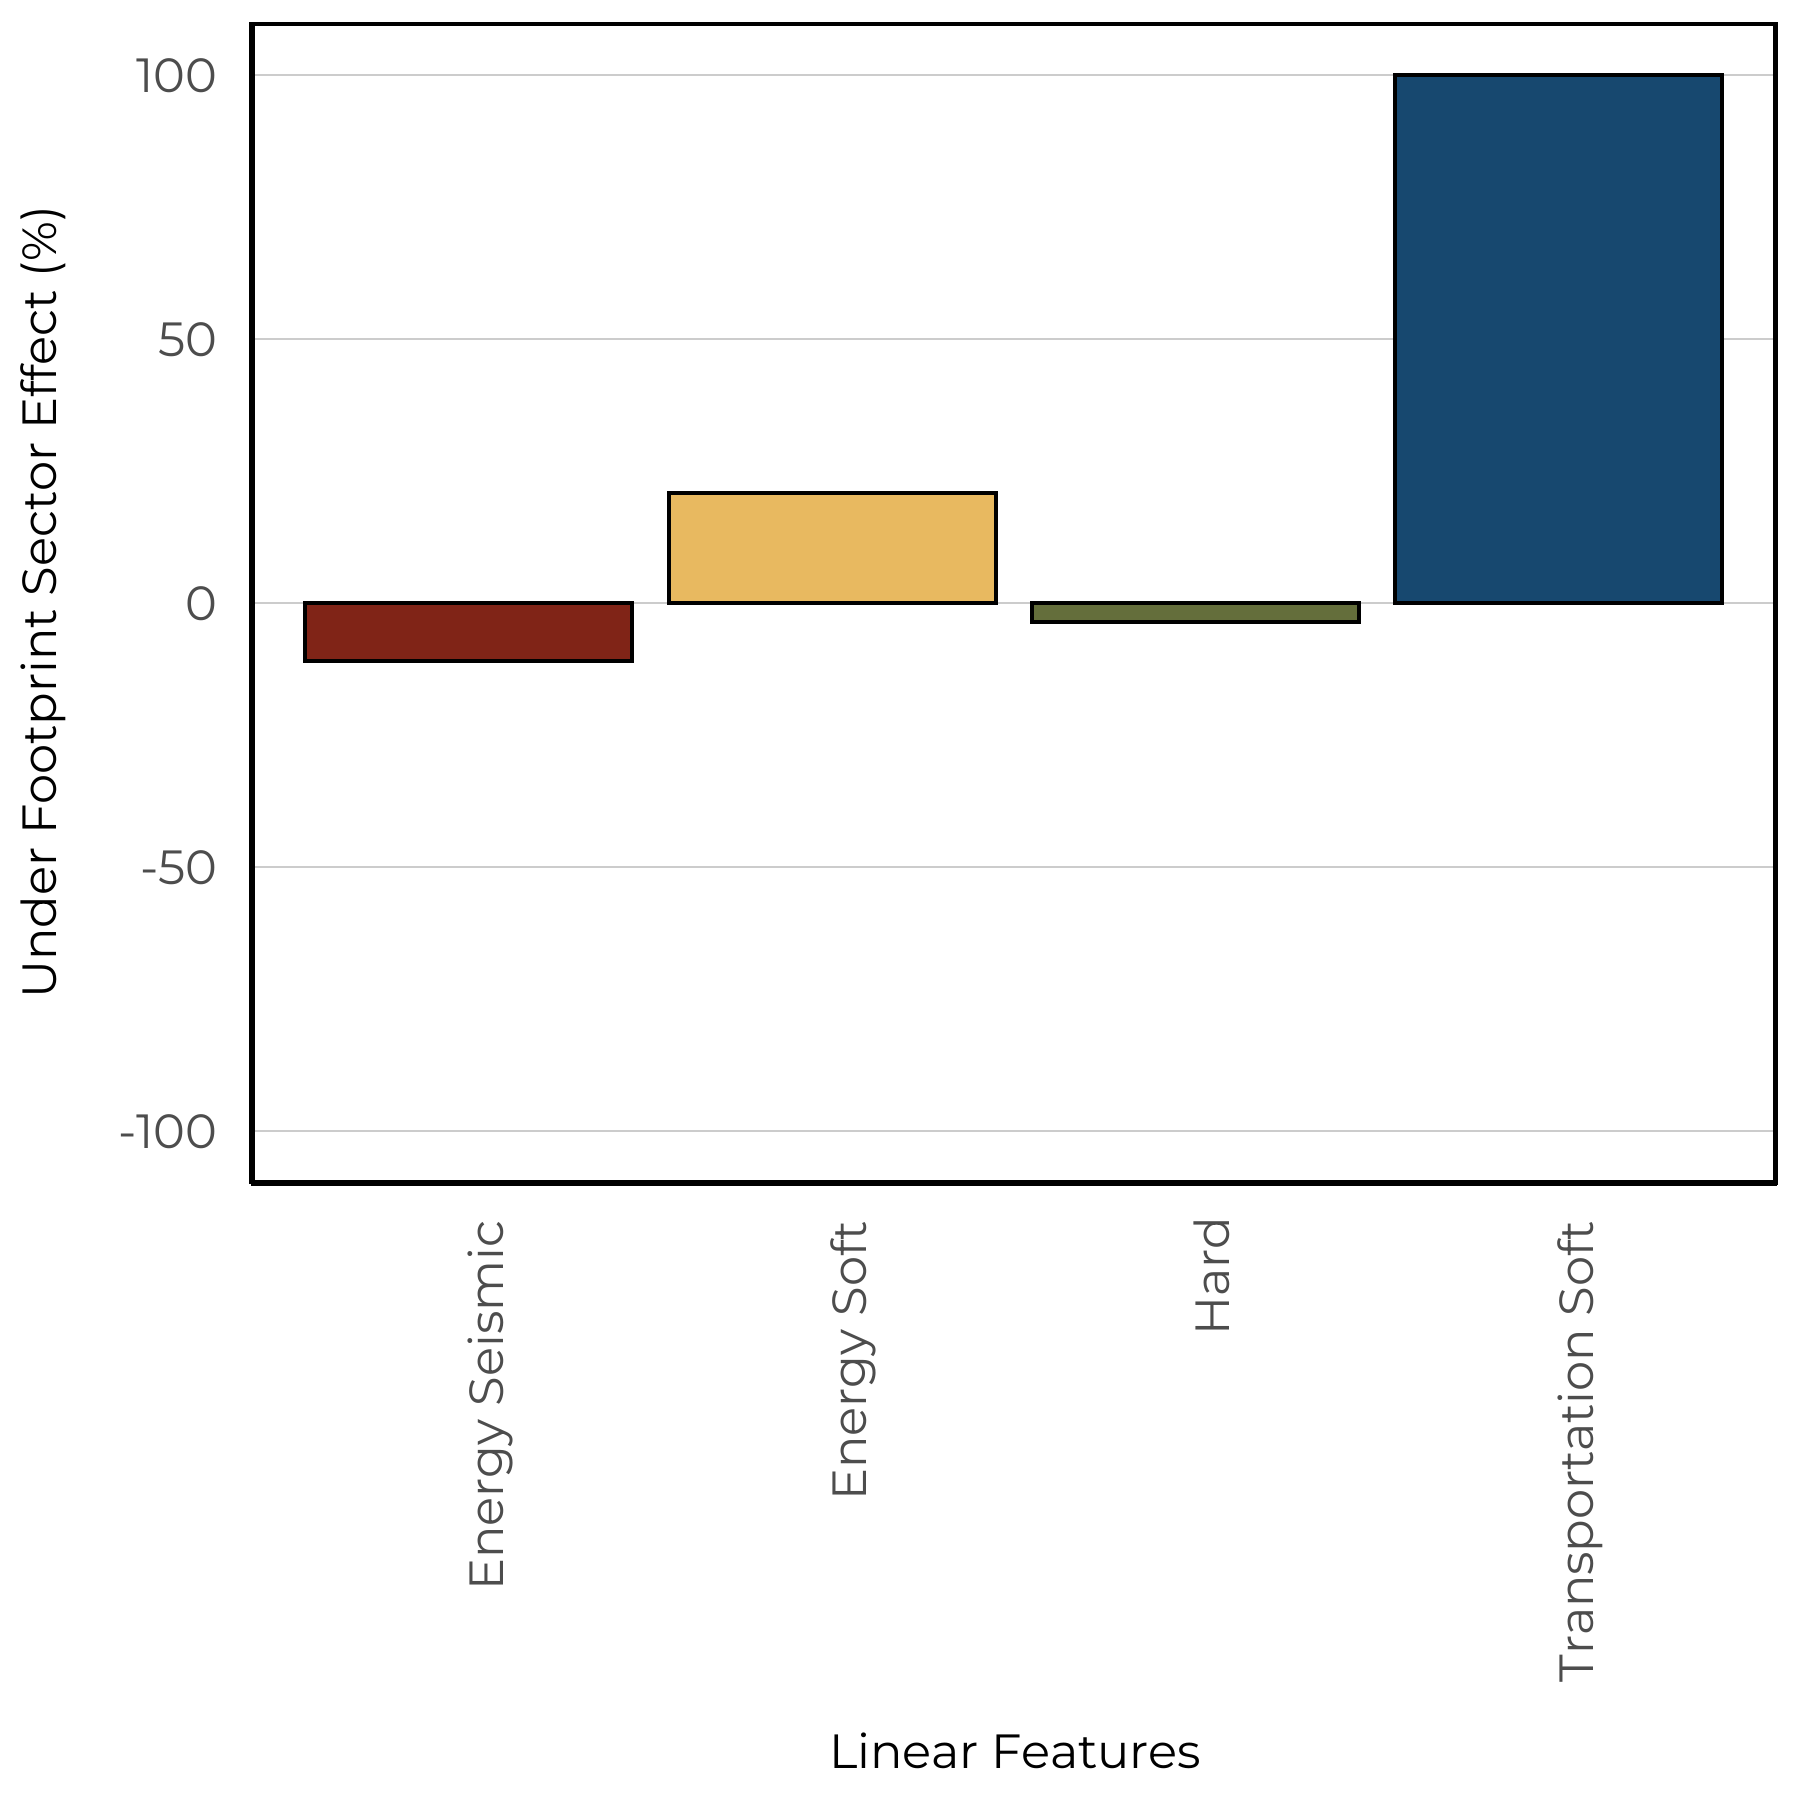 Under Footprint Sector Effect (%)
100
50
0
-50
-100
Energy Seismic
Energy Soft
Hard
Transportation Soft
Linear Features